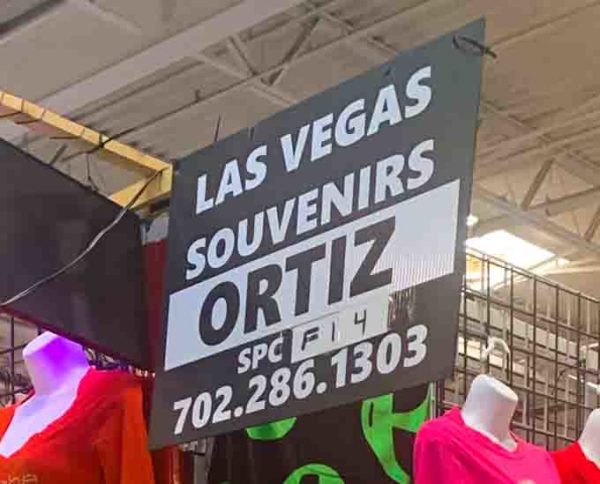 LAS VEGAS
SOUVENIRS
ORTIZ
SPC F14
702.286.1303